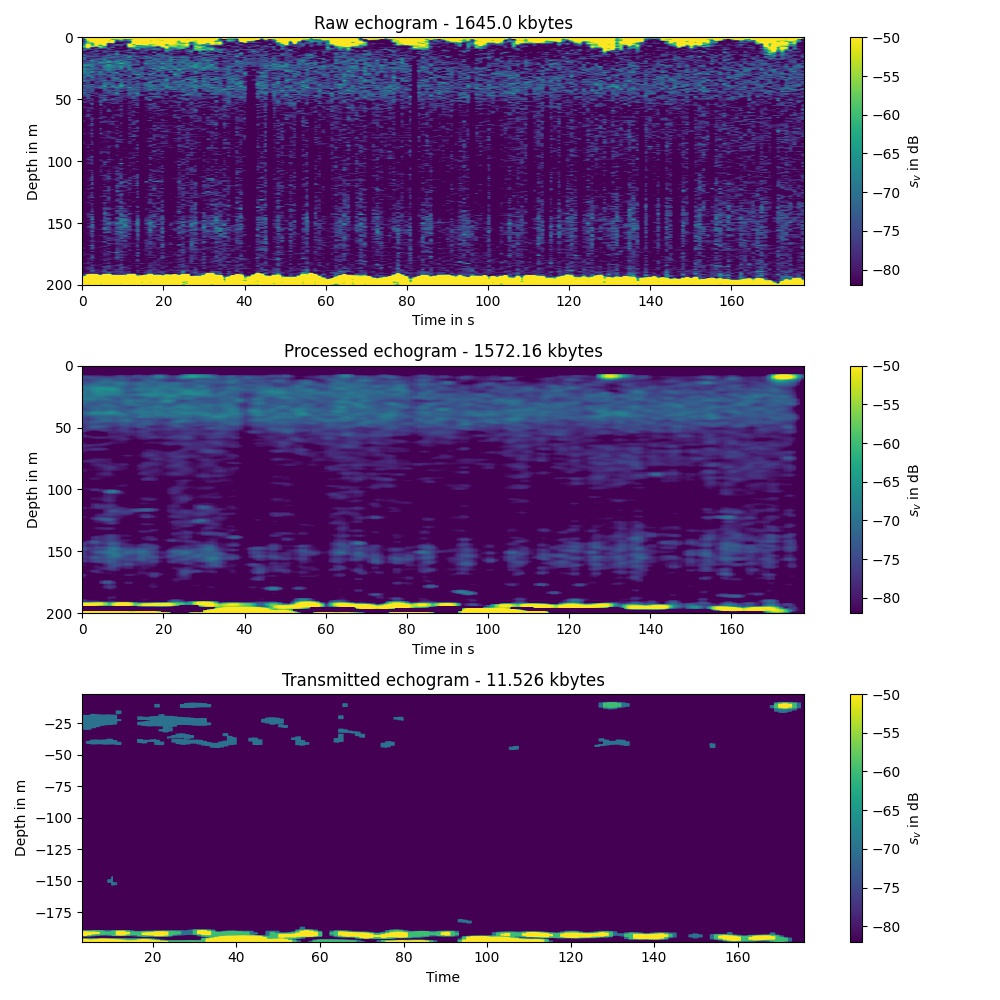 Raw echogram - 1645.0 kbytes
0
50
100
150
200
Depth in m
0 20 40 60 80 100 120 140 160
Time in s
−50
−55
−60
−65
−70
−75
−80
s_v in dB
Processed echogram - 1572.16 kbytes
0
50
100
150
200
Depth in m
0 20 40 60 80 100 120 140 160
Time in s
−50
−55
−60
−65
−70
−75
−80
s_v in dB
Transmitted echogram - 11.526 kbytes
−25
−50
−75
−100
−125
−150
−175
Depth in m
20 40 60 80 100 120 140 160
Time
−50
−55
−60
−65
−70
−75
−80
s_v in dB